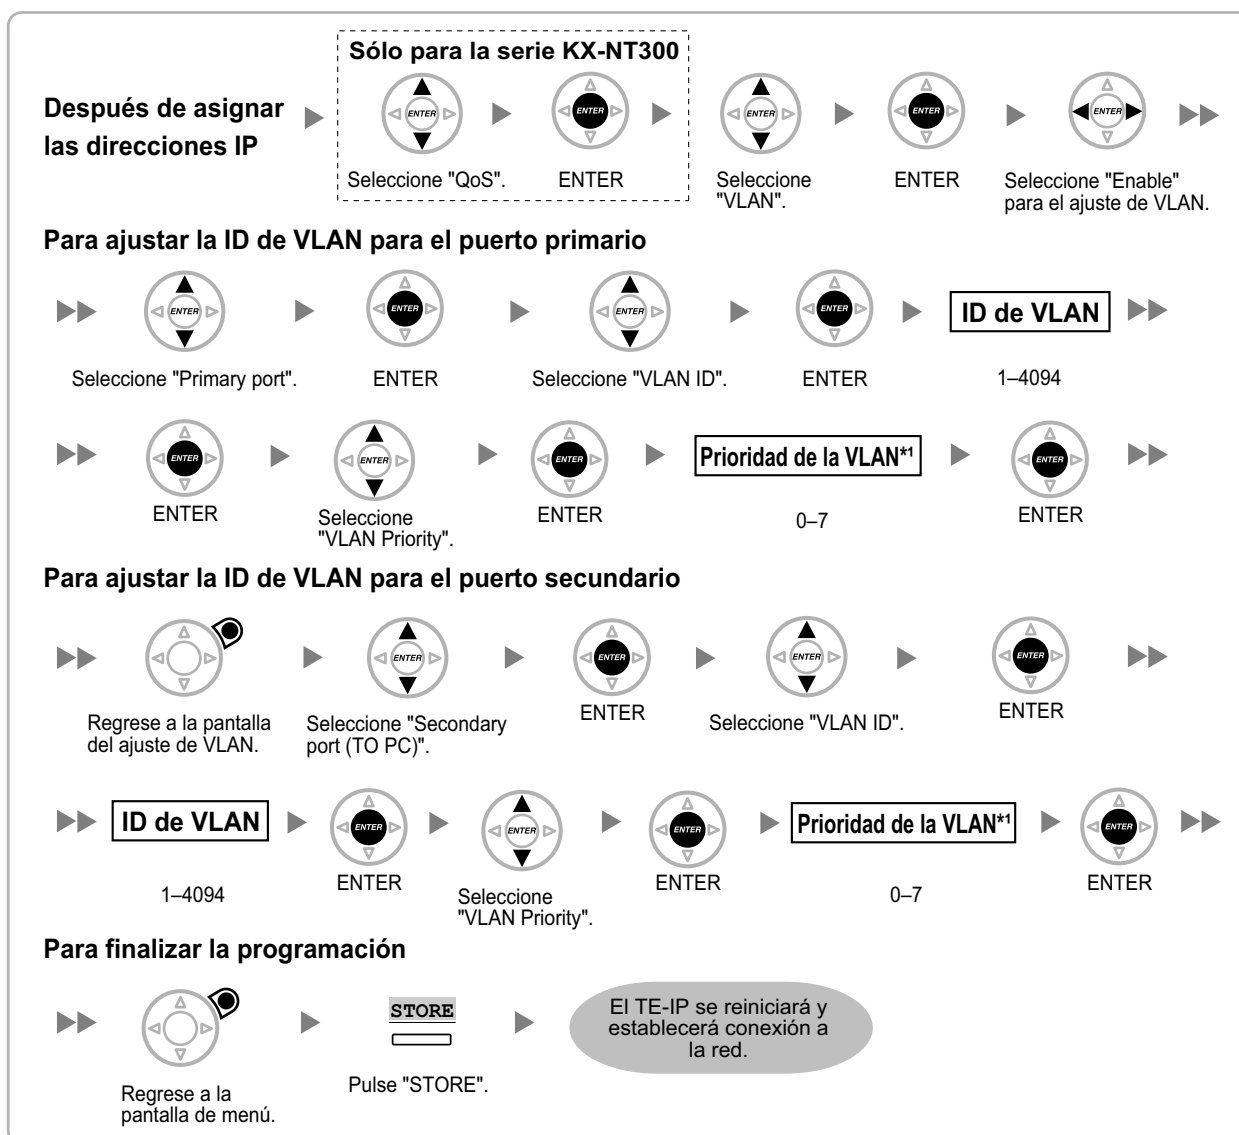 Sólo para la serie KX-NT300
Después de asignar
las direcciones IP
ENTER
ENTER
ENTER
ENTER
ENTER
Seleccione "QoS".
ENTER
Seleccione
"VLAN".
ENTER
Seleccione "Enable"
para el ajuste de VLAN.
Para ajustar la ID de VLAN para el puerto primario
ENTER
ENTER
ENTER
ENTER
ID de VLAN
Seleccione "Primary port".
ENTER
Seleccione "VLAN ID".
ENTER
1–4094
ENTER
ENTER
ENTER
Prioridad de la VLAN*1
ENTER
ENTER
Seleccione
"VLAN Priority".
ENTER
0–7
ENTER
Para ajustar la ID de VLAN para el puerto secundario
ENTER
ENTER
ENTER
ENTER
Regrese a la pantalla
del ajuste de VLAN.
Seleccione "Secondary
port (TO PC)".
ENTER
Seleccione "VLAN ID".
ENTER
ID de VLAN
ENTER
ENTER
ENTER
Prioridad de la VLAN*1
ENTER
1–4094
ENTER
Seleccione
"VLAN Priority".
ENTER
0–7
ENTER
Para finalizar la programación
STORE
El TE-IP se reiniciará y
establecerá conexión a
la red.
Regrese a la
pantalla de menú.
Pulse "STORE".